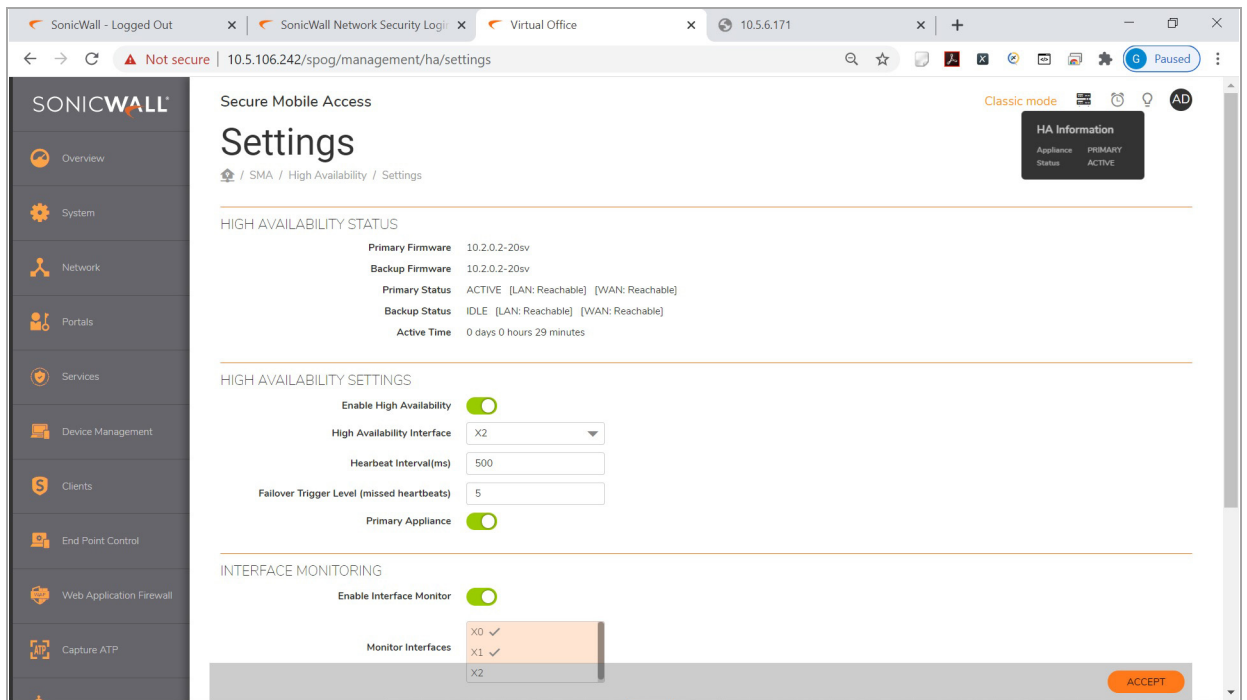 SonicWall - Logged Out
SonicWall Network Security Login
Virtual Office
10.5.6.171
Not secure
10.5.106.242/spog/management/ha/settings
G Paused
SONICWALL
Secure Mobile Access
Classic mode
AD
Settings
HA Information
Appliance PRIMARY
Status ACTIVE
/ SMA / High Availability / Settings
Overview
System
Network
Portals
Services
Device Management
Clients
End Point Control
WAF
Web Application Firewall
ATP
Capture ATP
HIGH AVAILABILITY STATUS
Primary Firmware 10.2.0.2-20sv
Backup Firmware 10.2.0.2-20sv
Primary Status ACTIVE [LAN: Reachable] [WAN: Reachable]
Backup Status IDLE [LAN: Reachable] [WAN: Reachable]
Active Time 0 days 0 hours 29 minutes
HIGH AVAILABILITY SETTINGS
Enable High Availability
High Availability Interface X2
Hearbeat Interval(ms) 500
Failover Trigger Level (missed heartbeats) 5
Primary Appliance
INTERFACE MONITORING
Enable Interface Monitor
Monitor Interfaces
X0
X1
X2
ACCEPT